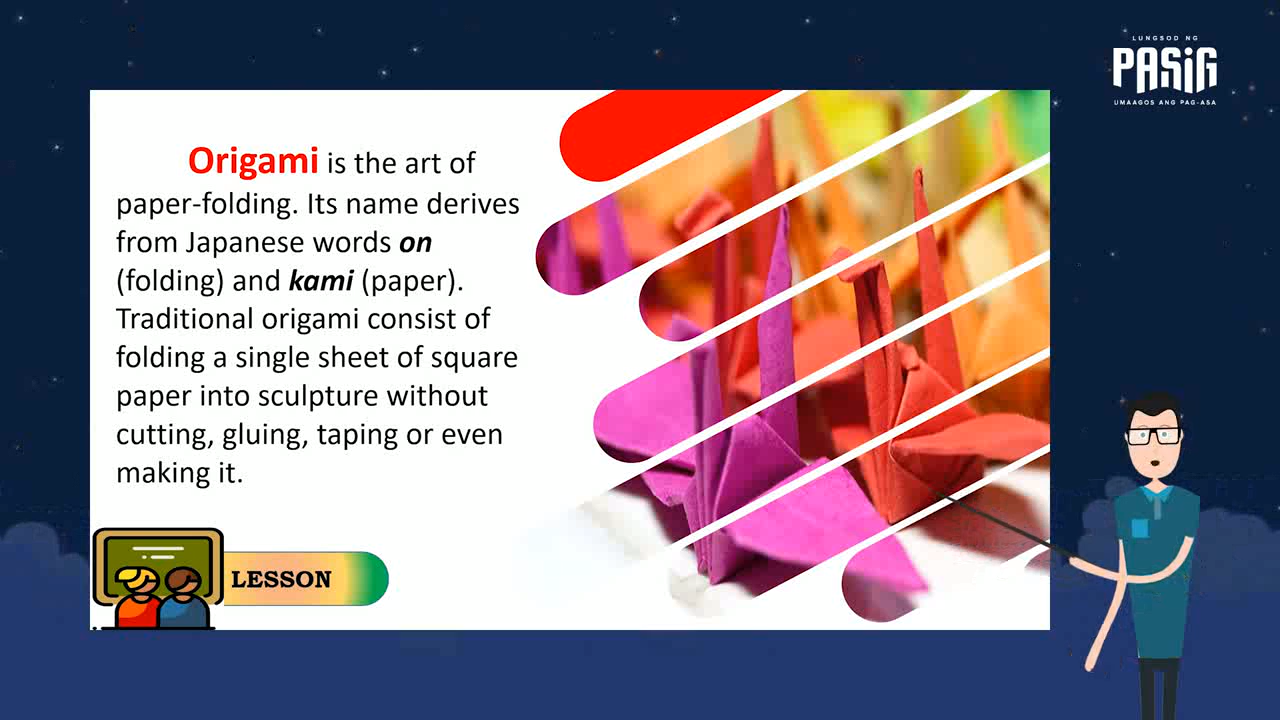 LUNGSOD NG
PASiG
UMAAGOS ANG PAG-ASA
Origami is the art of
paper-folding. Its name derives
from Japanese words on
(folding) and kami (paper).
Traditional origami consist of
folding a single sheet of square
paper into sculpture without
cutting, gluing, taping or even
making it.
LESSON